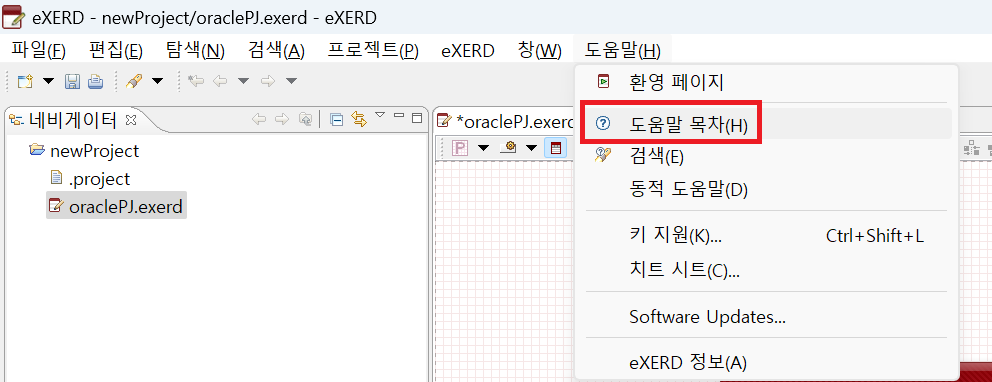 eXERD - newProject/oraclePJ.exerd - eXERD
파일(F) 편집(E) 탐색(N) 검색(A) 프로젝트(P) eXERD 창(W) 도움말(H)
환영 페이지
네비게이터
*oraclePJ.exerd
도움말 목차(H)
P
newProject
검색(E)
.project
동적 도움말(D)
oraclePJ.exerd
키 지원(K)... Ctrl+Shift+L
치트 시트(C)...
Software Updates...
eXERD 정보(A)